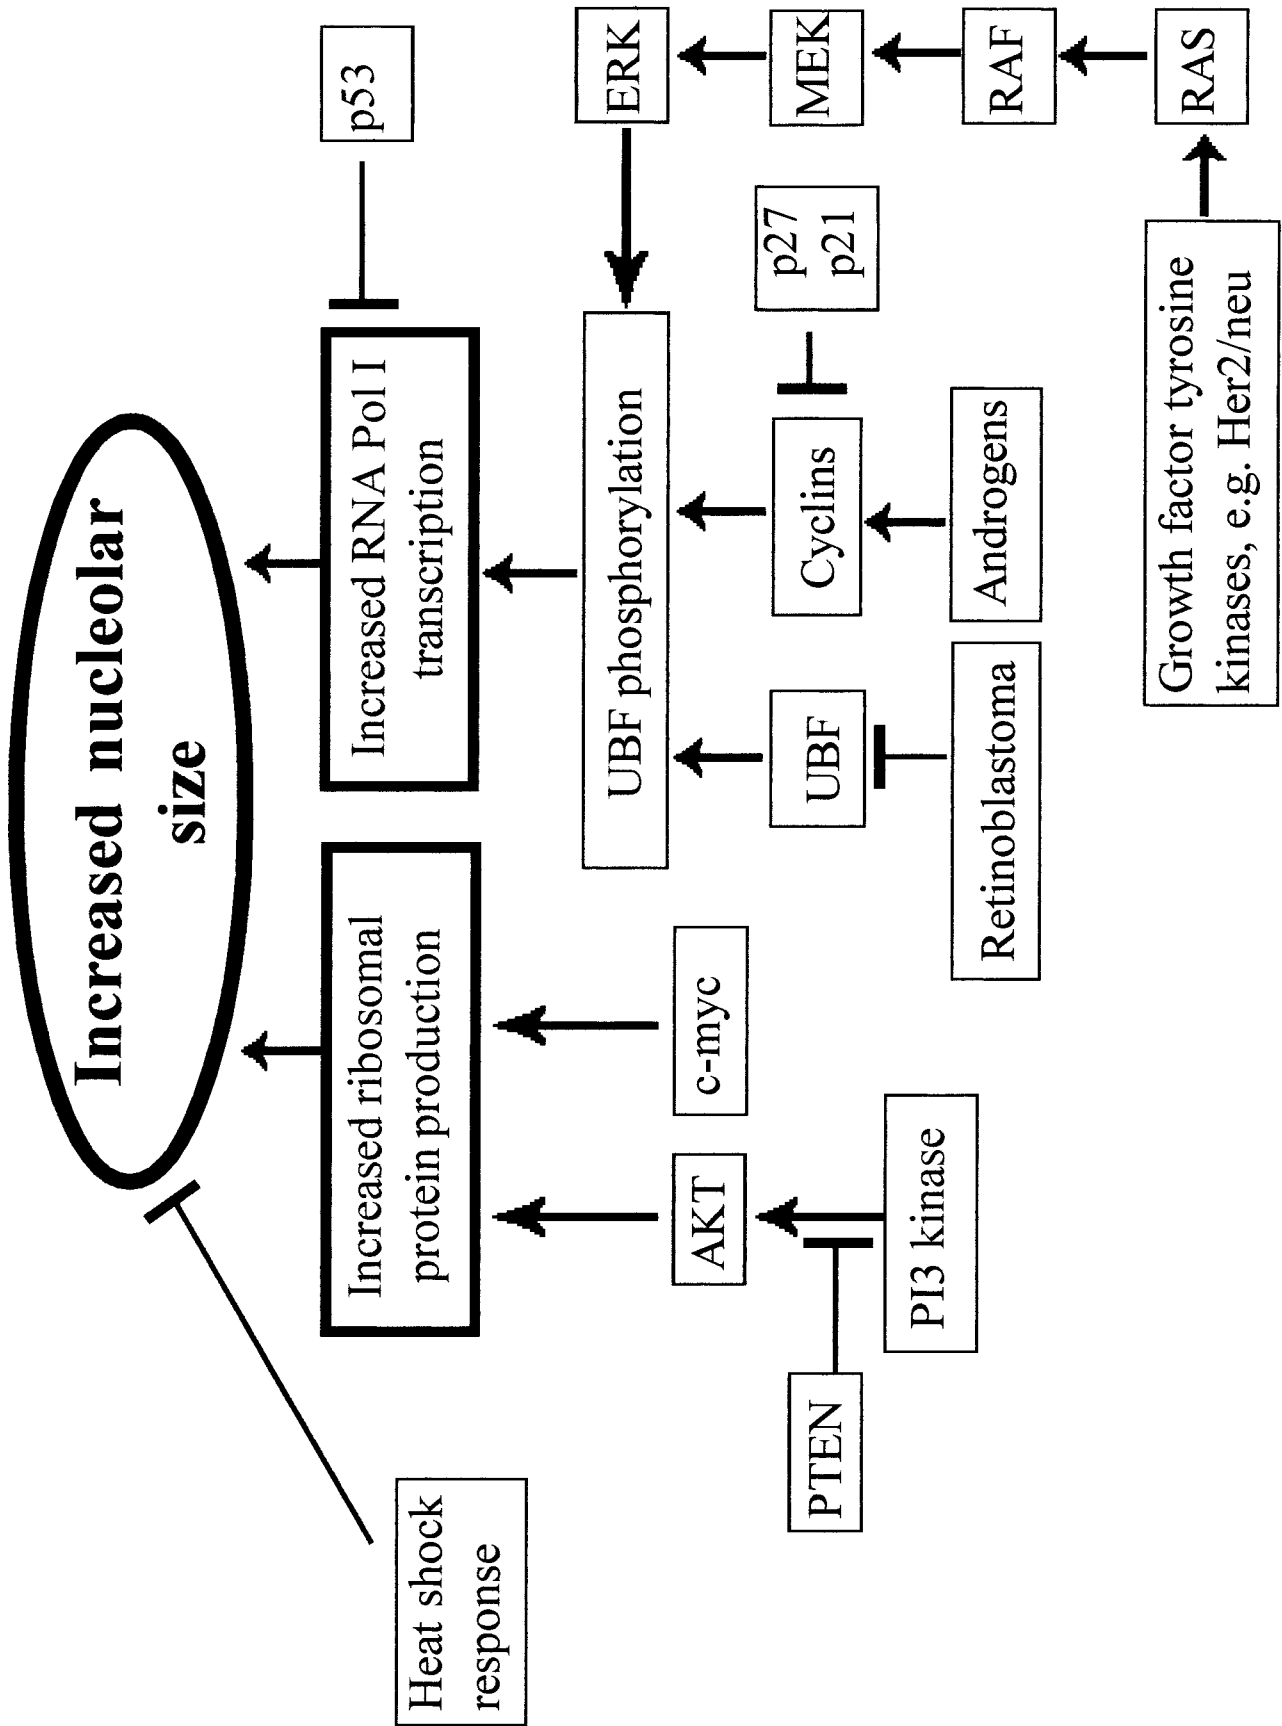 Increased nucleolar
size
Heat shock
response
Increased ribosomal
protein production
Increased RNA Pol I
transcription
p53
AKT
c-myc
UBF phosphorylation
ERK
PTEN
PI3 kinase
UBF
Cyclins
p27
p21
MEK
Retinoblastoma
Androgens
RAF
Growth factor tyrosine
kinases, e.g. Her2/neu
RAS